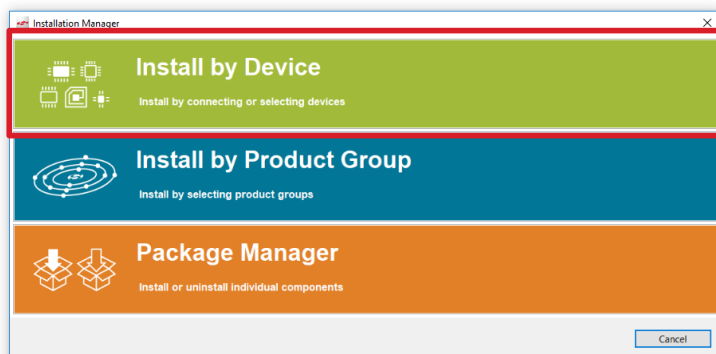 Installation Manager
Install by Device
Install by connecting or selecting devices
Install by Product Group
Install by selecting product groups
Package Manager
Install or uninstall individual components
Cancel